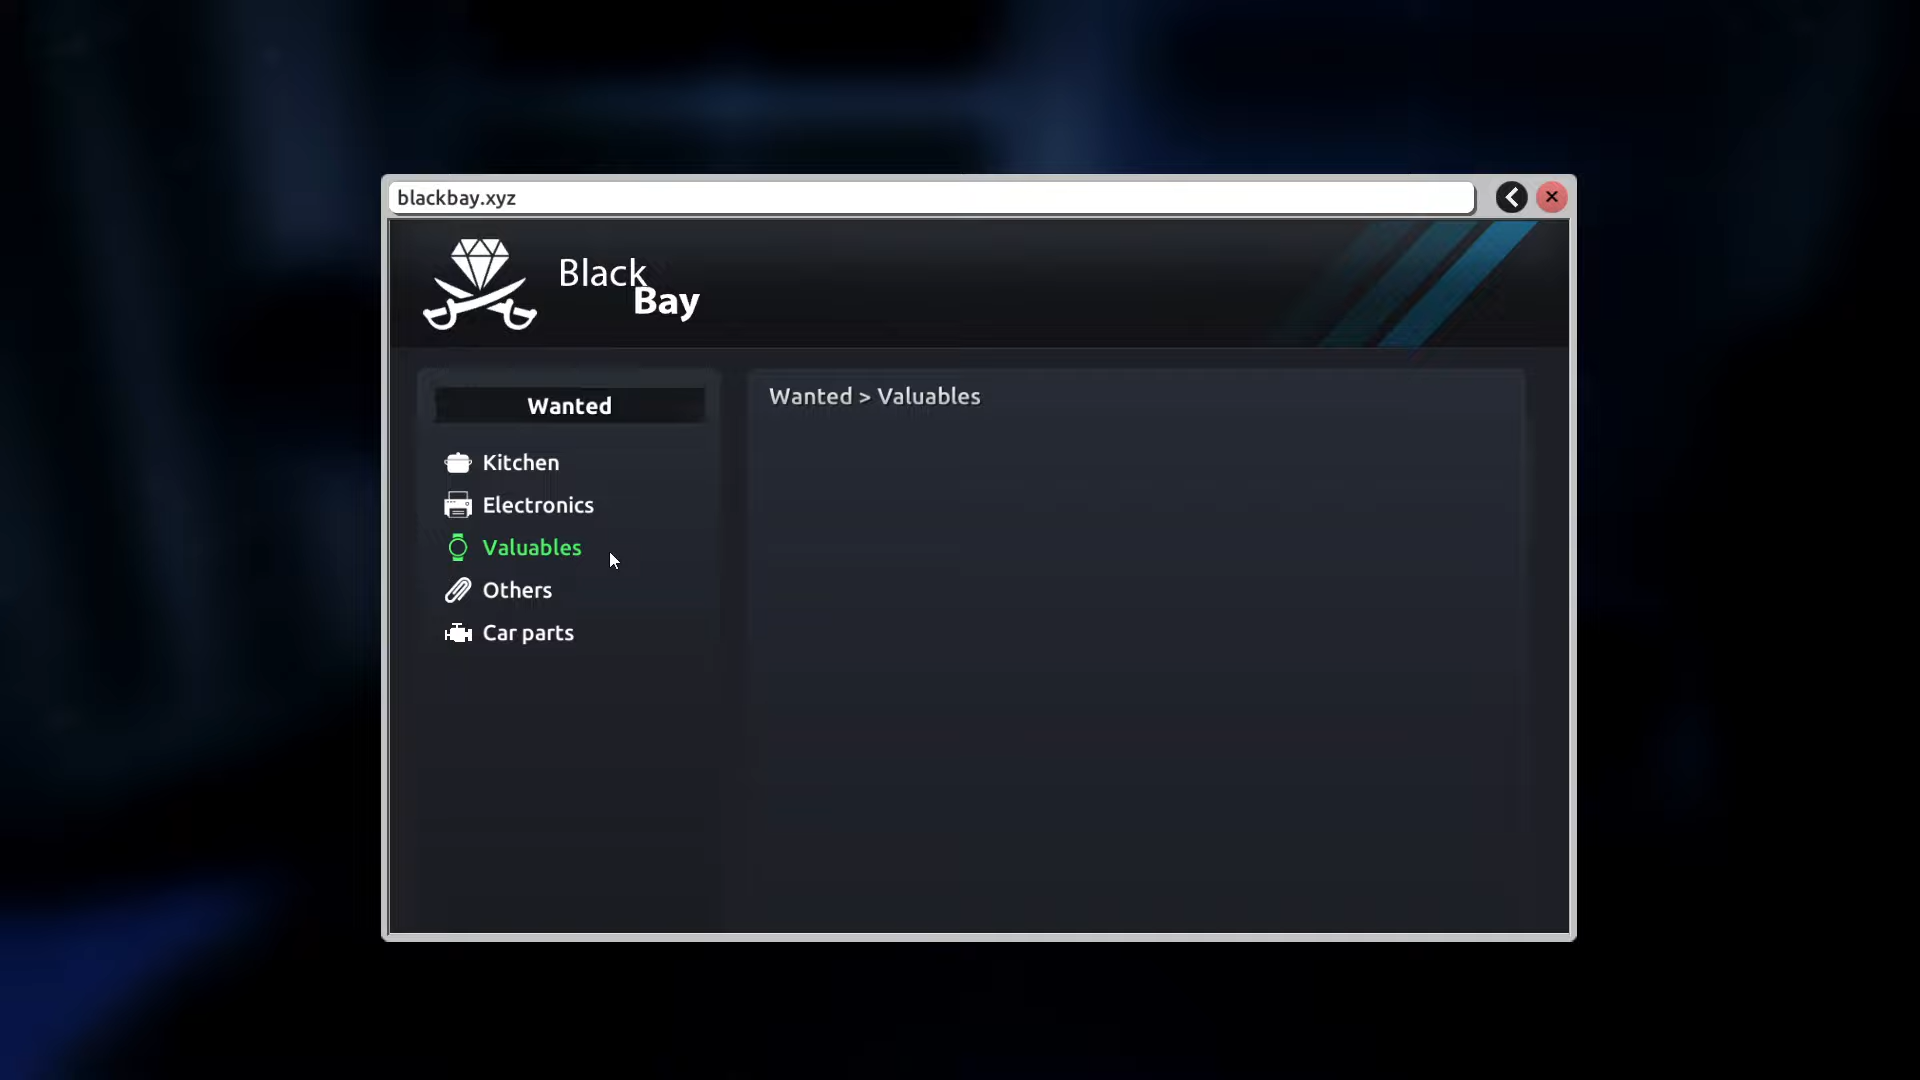 blackbay.xyz
Black
Bay
Wanted
Kitchen
Electronics
Valuables
Others
Car parts
Wanted > Valuables